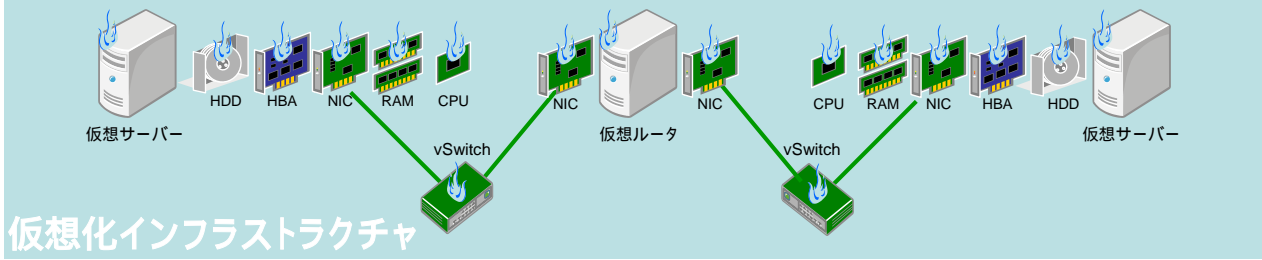 HDD
HBA
NIC
RAM
CPU
NIC
NIC
CPU
RAM
NIC
HBA
HDD
仮想サーバー
仮想ルータ
仮想サーバー
vSwitch
vSwitch
仮想化インフラストラクチャ